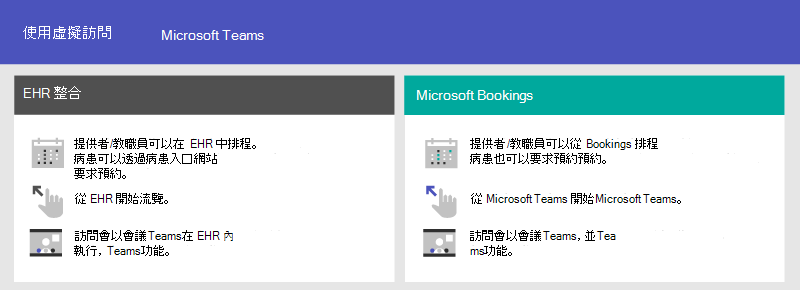 使用虛擬訪問 Microsoft Teams
EHR 整合
提供者/教職員可以在 EHR 中排程。
病患可以透過病患入口網站
要求預約。
從 EHR 開始流覽。
訪問會以會議Teams在 EHR 內
執行，Teams功能。
Microsoft Bookings
提供者/教職員可以從 Bookings 排程
病患也可以要求預約預約。
從 Microsoft Teams 開始Microsoft Teams。
訪問會以會議Teams，並Tea
ms功能。